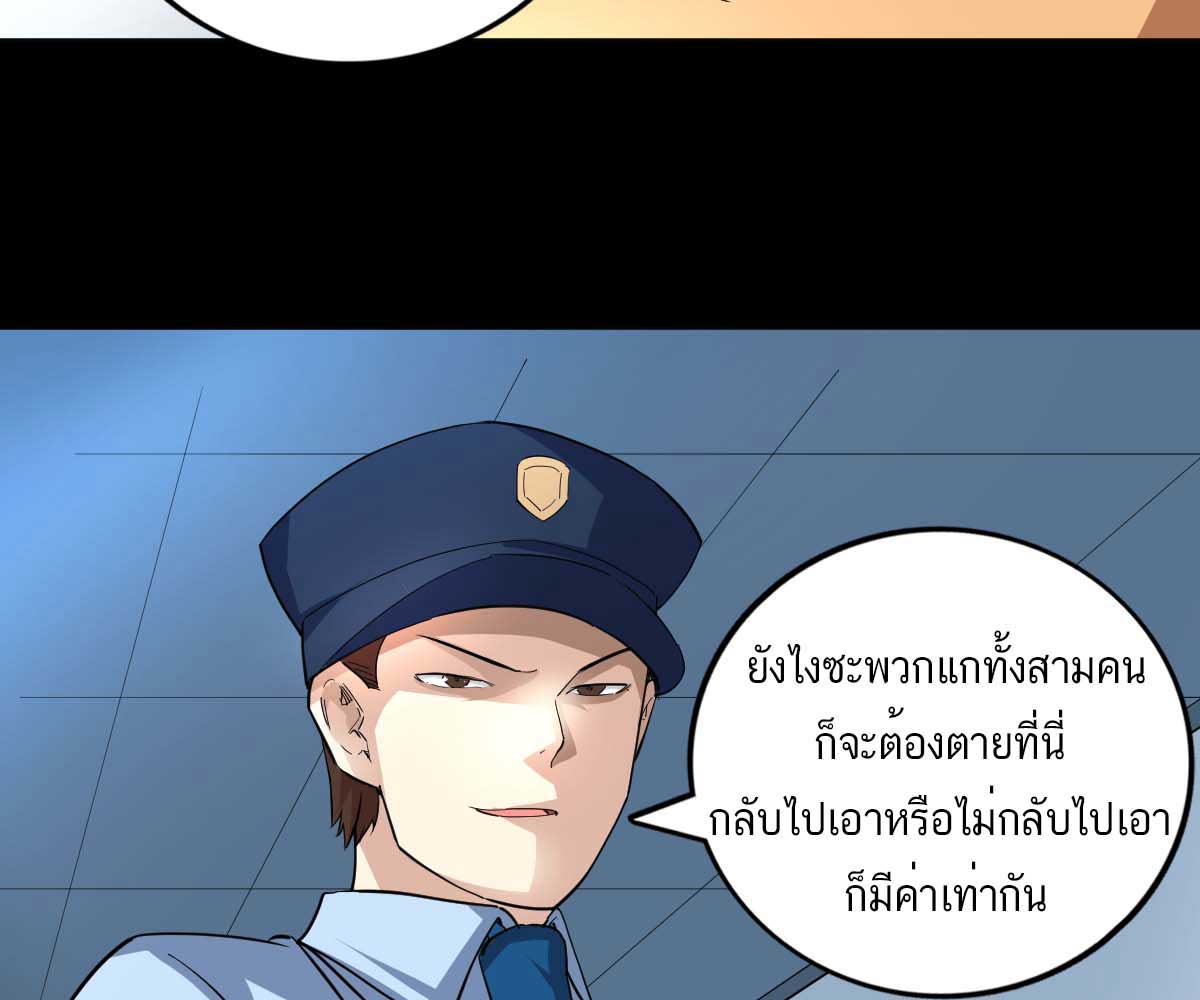 ยังไงซะพวกแกทั้งสามคน
ก็จะต้องตายที่นี่
กลับไปเอาหรือไม่กลับไปเอา
ก็มีค่าเท่ากัน